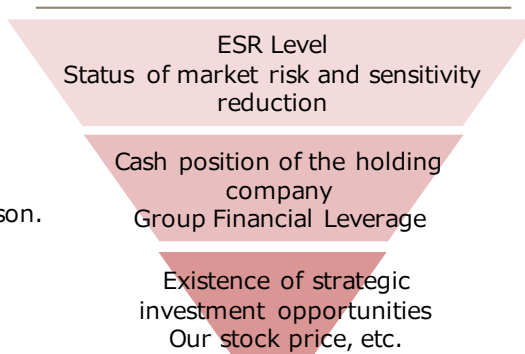 ESR Level
Status of market risk and sensitivity
reduction
Cash position of the holding
company
son.
Group Financial Leverage
Existence of strategic
investment opportunities
Our stock price, etc.